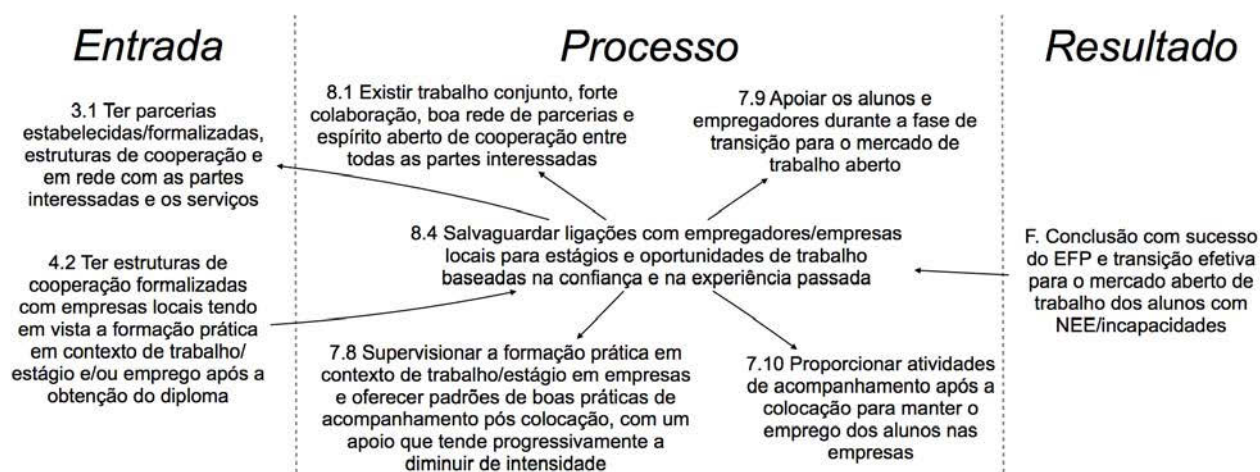 Entrada
3.1 Ter parcerias
estabelecidas/formalizadas,
estruturas de cooperação e
em rede com as partes
interessadas e os serviços
4.2 Ter estruturas de
cooperação formalizadas
com empresas locais tendo
em vista a formação prática
em contexto de trabalho/
estágio e/ou emprego após a
obtenção do diploma
Processo
8.1 Existir trabalho conjunto, forte
colaboração, boa rede de parcerias e
espírito aberto de cooperação entre
todas as partes interessadas
7.9 Apoiar os alunos e
empregadores durante a fase de
transição para o mercado de
trabalho aberto
8.4 Salvaguardar ligações com empregadores/empresas
locais para estágios e oportunidades de trabalho
baseadas na confiança e na experiência passada
7.8 Supervisionar a formação prática em
contexto de trabalho/estágio em empresas
e oferecer padrões de boas práticas de
acompanhamento pós colocação, com um
apoio que tende progressivamente a
diminuir de intensidade
7.10 Proporcionar atividades
de acompanhamento após a
colocação para manter o
emprego dos alunos nas
empresas
Resultado
F. Conclusão com sucesso
do EFP e transição efetiva
para o mercado aberto de
trabalho dos alunos com
NEE/incapacidades